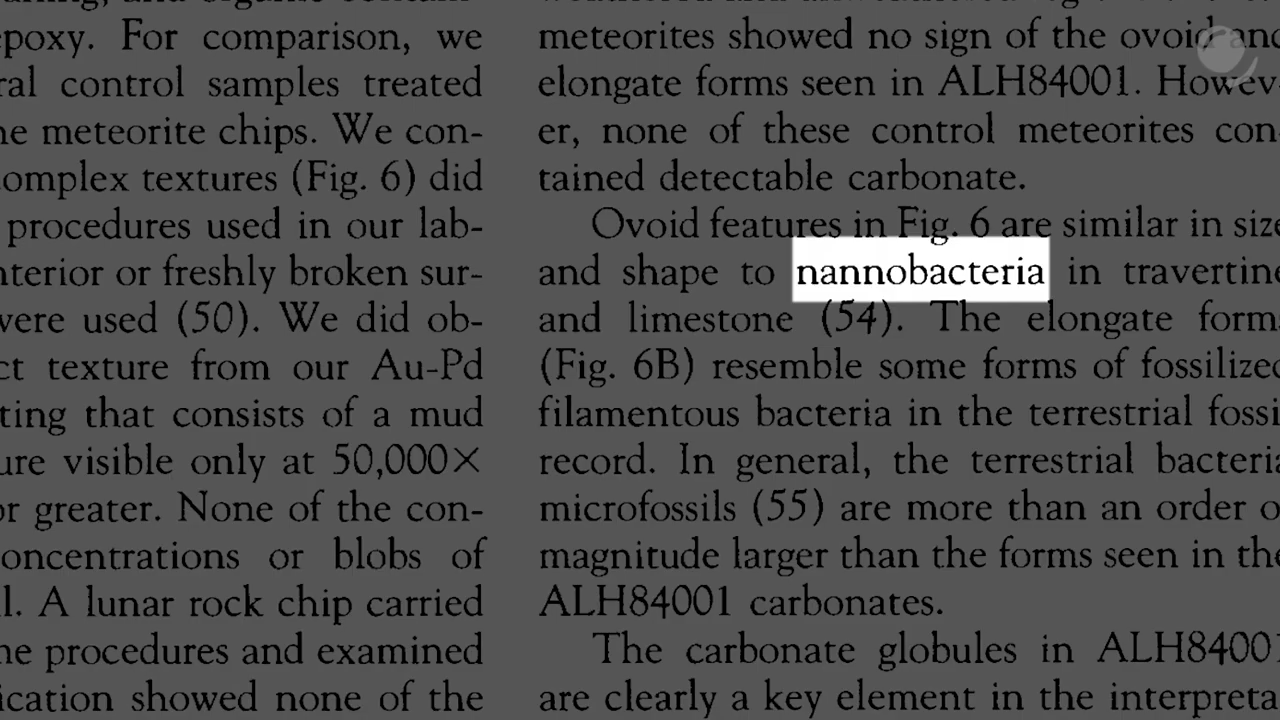 epoxy. For comparison, we
ral control samples treated
he meteorite chips. We con-
complex textures (Fig. 6) did
procedures used in our lab-
nterior or freshly broken sur-
were used (50). We did ob-
ct texture from our Au-Pd
ting that consists of a mud
ure visible only at 50,000×
or greater. None of the con-
oncentrations or blobs of
l. A lunar rock chip carried
he procedures and examined
ication showed none of the
meteorites showed no sign of the ovoid and
elongate forms seen in ALH84001. Howev-
er, none of these control meteorites con-
tained detectable carbonate.
Ovoid features in Fig. 6 are similar in size
and shape to nannobacteria in travertine
and limestone (54). The elongate forms
(Fig. 6B) resemble some forms of fossilized
filamentous bacteria in the terrestrial fossi
record. In general, the terrestrial bacteria
microfossils (55) are more than an order o
magnitude larger than the forms seen in the
ALH84001 carbonates.
The carbonate globules in ALH84001
are clearly a key element in the interpreta-